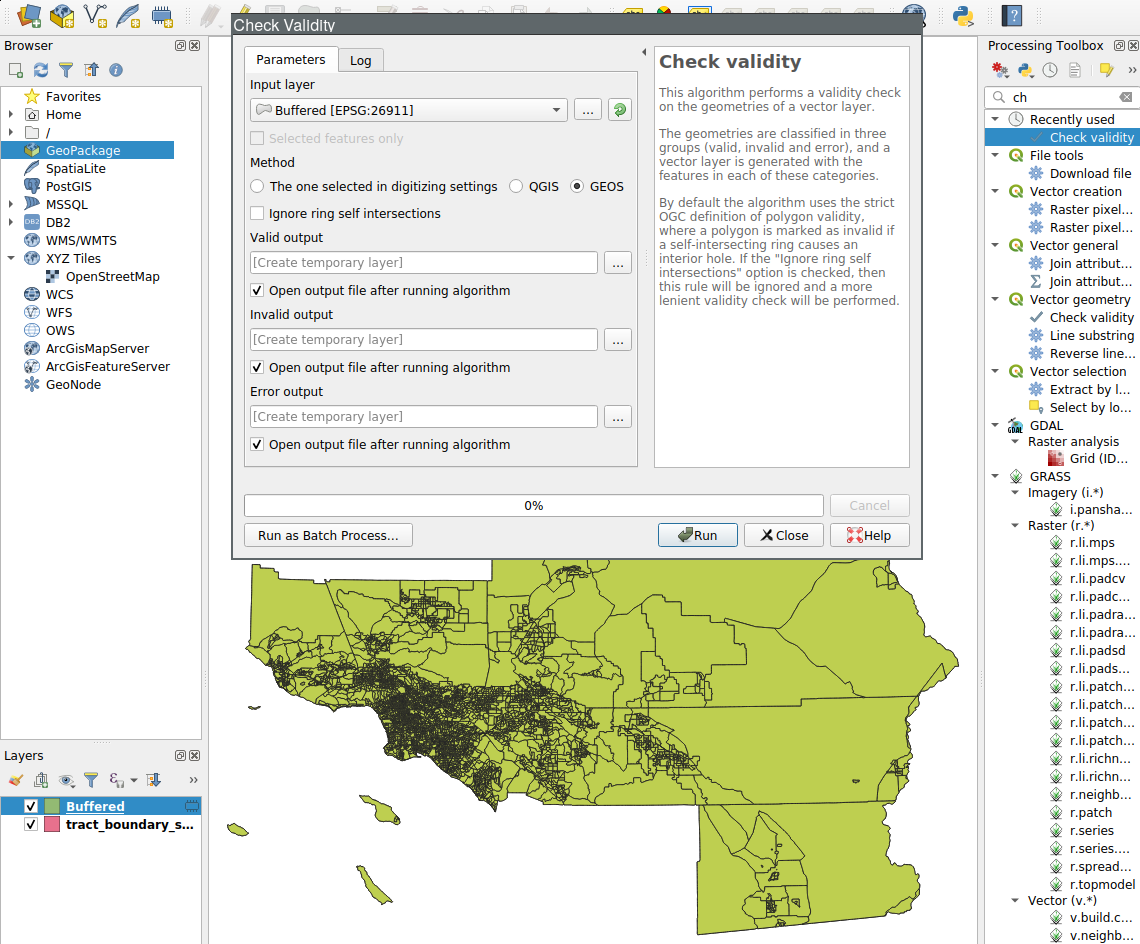 Check Validity
Browser
Favorites
Home
/
GeoPackage
SpatiaLite
PostGIS
MSSQL
DB2
WMS/WMTS
XYZ Tiles
OpenStreetMap
WCS
WFS
OWS
ArcGisMapServer
ArcGisFeatureServer
GeoNode
Layers
Buffered
tract_boundary_s...
Parameters
Log
Input layer
Buffered [EPSG:26911]
...
Selected features only
Method
The one selected in digitizing settings
QGIS
GEOS
Ignore ring self intersections
Valid output
[Create temporary layer]
...
Open output file after running algorithm
Invalid output
[Create temporary layer]
...
Open output file after running algorithm
Error output
[Create temporary layer]
...
Open output file after running algorithm
Check validity
This algorithm performs a validity check
on the geometries of a vector layer.
The geometries are classified in three
groups (valid, invalid and error), and a
vector layer is generated with the
features in each of these categories.
By default the algorithm uses the strict
OGC definition of polygon validity,
where a polygon is marked as invalid if
a self-intersecting ring causes an
interior hole. If the "Ignore ring self
intersections" option is checked, then
this rule will be ignored and a more
lenient validity check will be performed.
0%
Cancel
Run as Batch Process...
Run
Close
Help
Processing Toolbox
ch
Recently used
Check validity
File tools
Download file
Vector creation
Raster pixel...
Raster pixel...
Vector general
Join attribut...
Join attribut...
Vector geometry
Check validity
Line substring
Reverse line...
Vector selection
Extract by l...
Select by lo...
GDAL
Raster analysis
Grid (ID...
GRASS
Imagery (i.*)
i.pansha...
Raster (r.*)
r.li.mps
r.li.mps....
r.li.padcv
r.li.padc...
r.li.padra...
r.li.padra...
r.li.padsd
r.li.pads...
r.li.patch...
r.li.patch...
r.li.patch...
r.li.patch...
r.li.richn...
r.li.richn...
r.neighb...
r.patch
r.series
r.series....
r.spread...
r.topmodel
Vector (v.*)
v.build.c...
v.neighb...